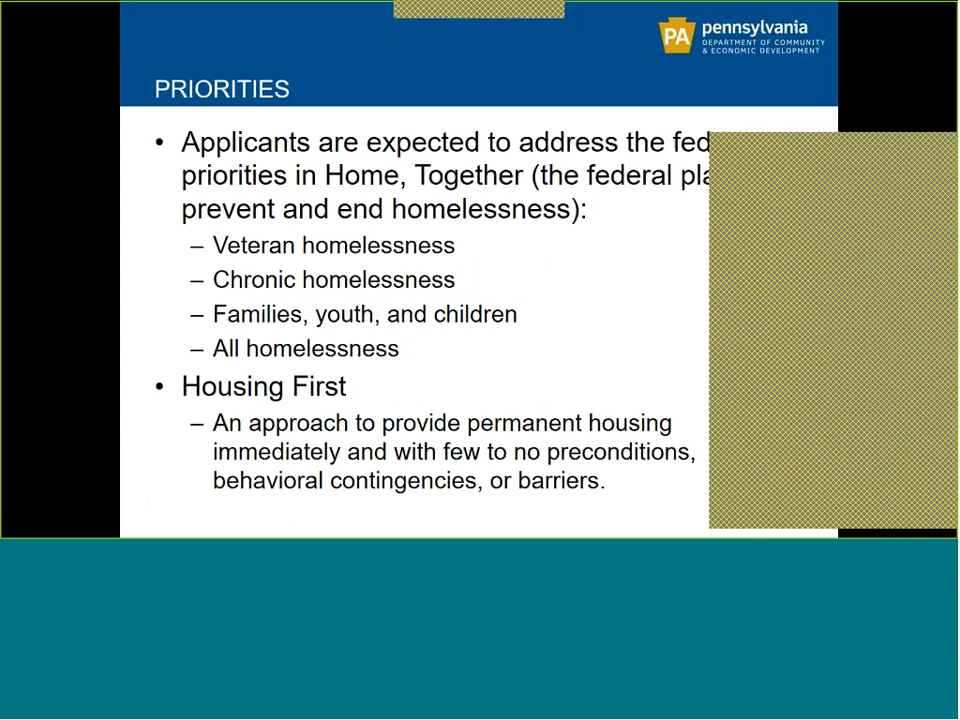 PA pennsylvania
DEPARTMENT OF COMMUNITY
& ECONOMIC DEVELOPMENT
PRIORITIES
• Applicants are expected to address the
priorities in Home, Together (the federal
prevent and end homelessness):
– Veteran homelessness
– Chronic homelessness
– Families, youth, and children
– All homelessness
• Housing First
– An approach to provide permanent housing
immediately and with few to no preconditions,
behavioral contingencies, or barriers.